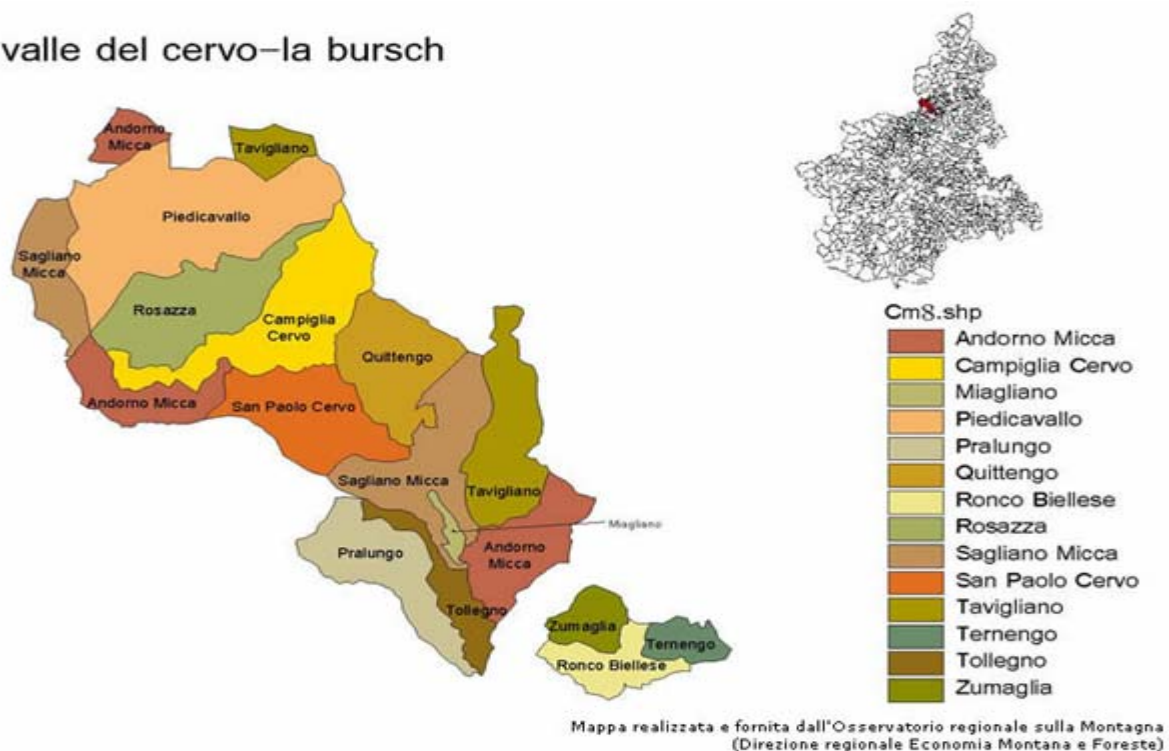 valle del cervo-la bursch
Andorno
Micca
Tavigliano
Piedicavallo
Sagliano
Micca
Rosazza
Campiglia
Cervo
Quittengo
Andorno Micca
San Paolo Cervo
Sagliano Micca
Tavigliano
Miagliano
Pralungo
Andorno
Micca
Tollegno
Zumaglia
Ternengo
Ronco Biellese
Cm8.shp
Andorno Micca
Campiglia Cervo
Miagliano
Piedicavallo
Pralungo
Quittengo
Ronco Biellese
Rosazza
Sagliano Micca
San Paolo Cervo
Tavigliano
Ternengo
Tollegno
Zumaglia
Mappa realizzata e fornita dall'Osservatorio regionale sulla Montagna
(Direzione regionale Economia Montana e Foreste)